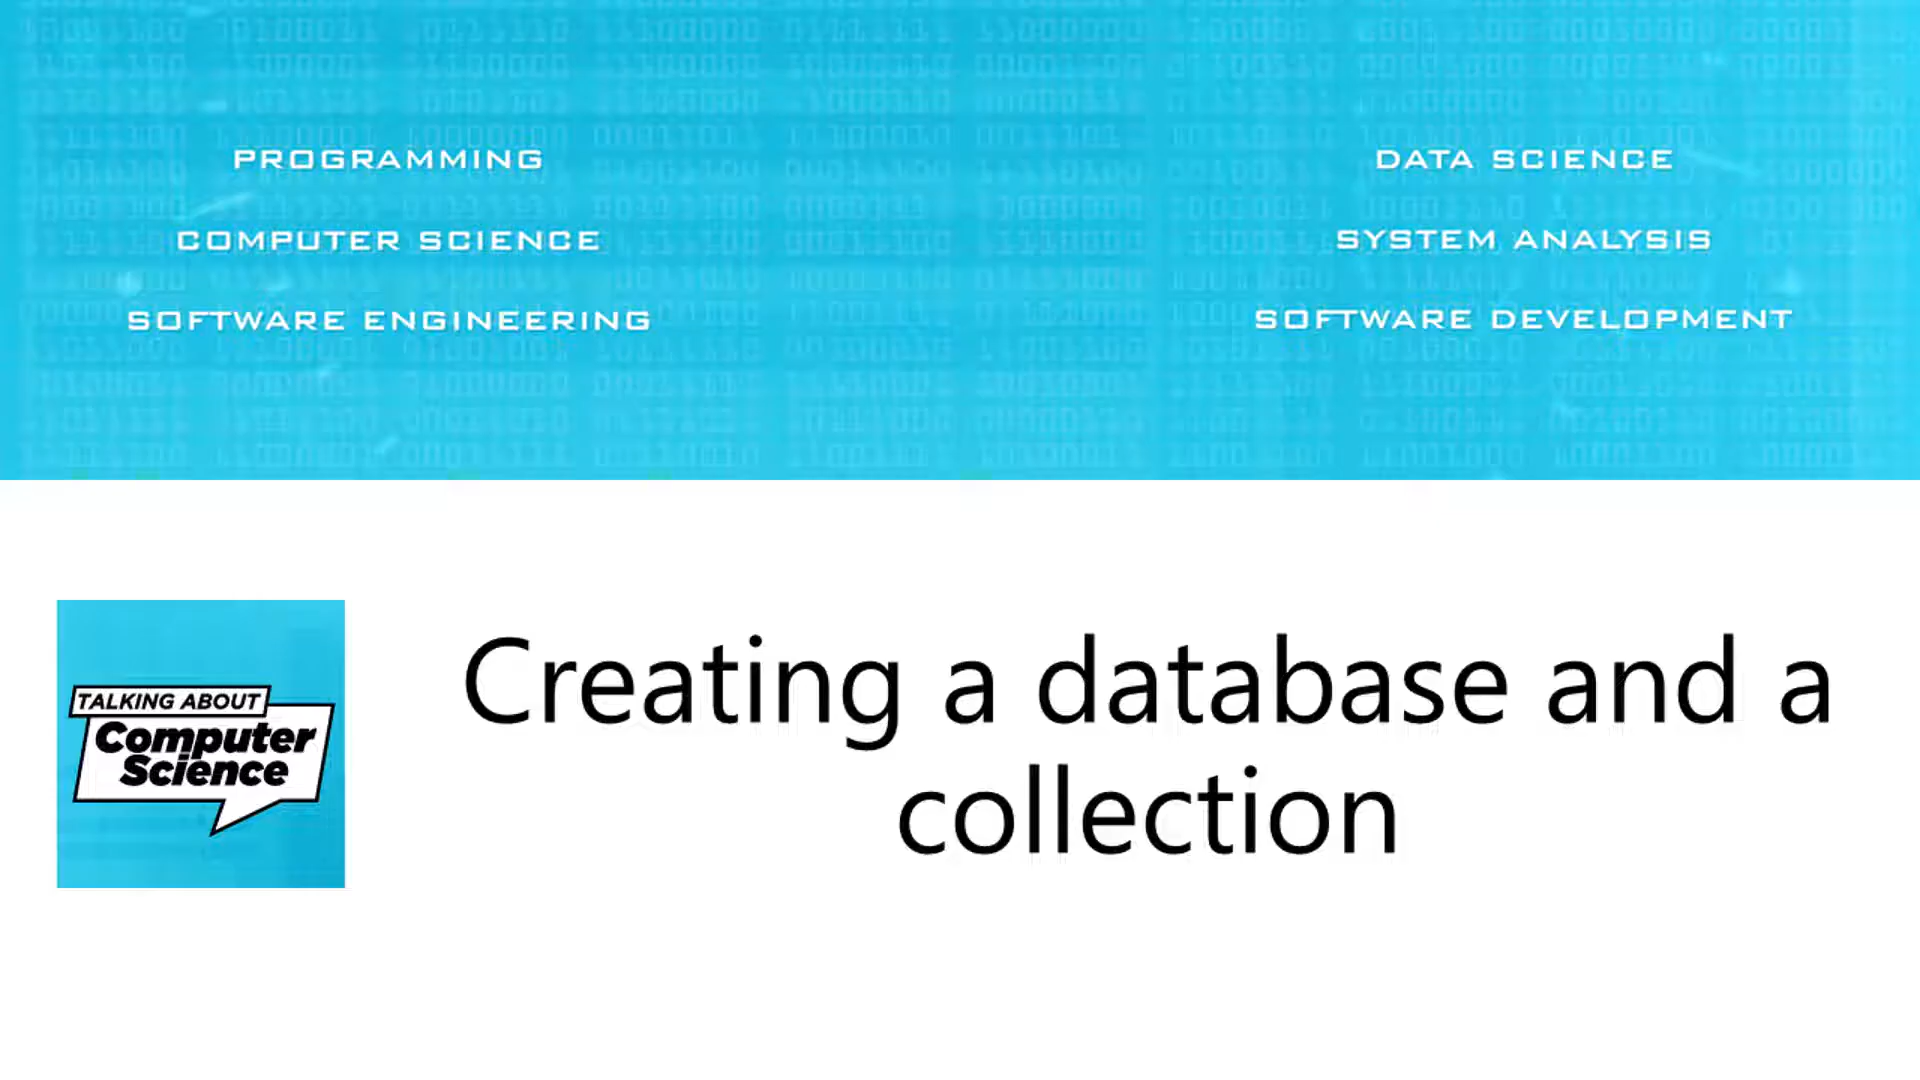 PROGRAMMING
COMPUTER SCIENCE
SOFTWARE ENGINEERING
DATA SCIENCE
SYSTEM ANALYSIS
SOFTWARE DEVELOPMENT
TALKING ABOUT
Computer
Science
Creating a database and a
collection